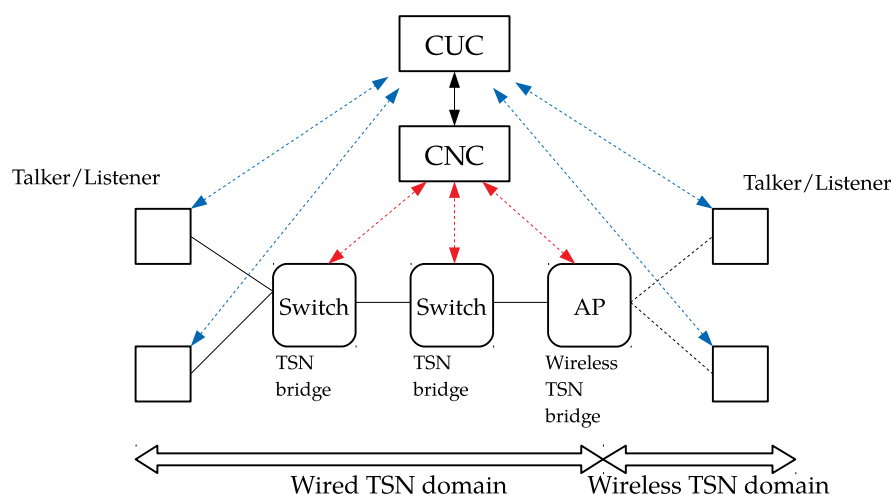 CUC
CNC
Talker/Listener
Talker/Listener
Switch
Switch
AP
TSN
bridge
TSN
bridge
Wireless
TSN
bridge
Wired TSN domain
Wireless TSN domain